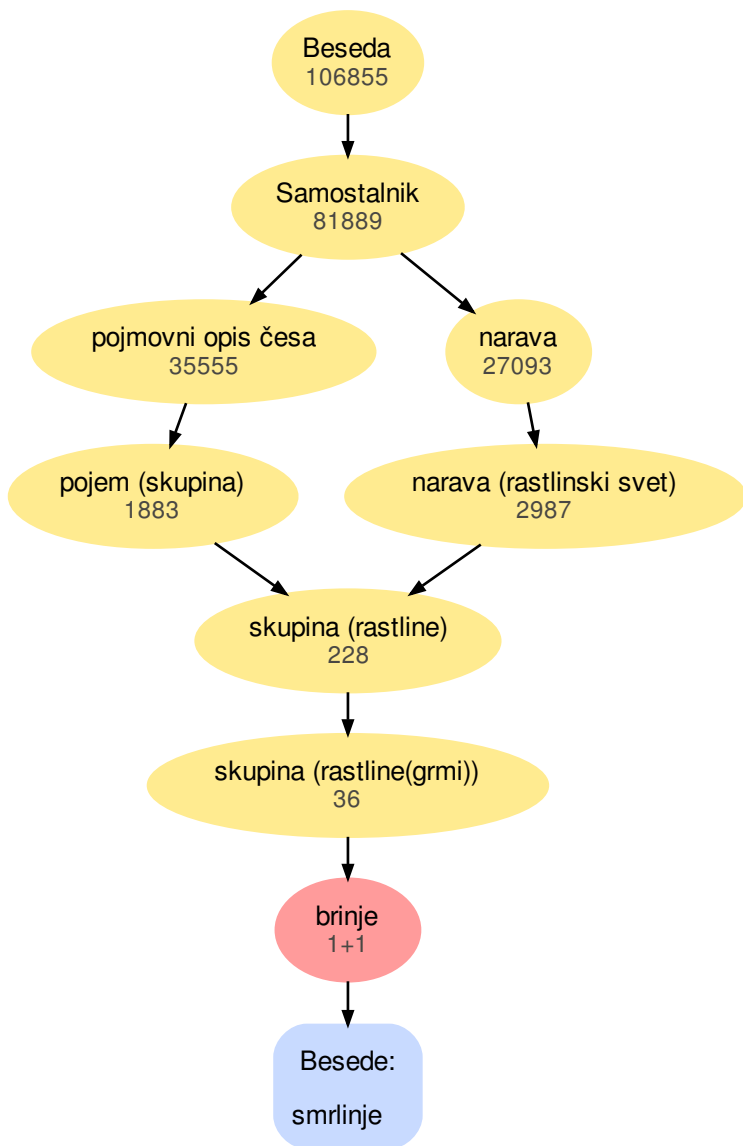 Beseda
106855
Samostalnik
81889
pojmovni opis česa
35555
narava
27093
pojem (skupina)
1883
narava (rastlinski svet)
2987
skupina (rastline)
228
skupina (rastline(grmi))
36
brinje
1+1
Besede:
smrlinje